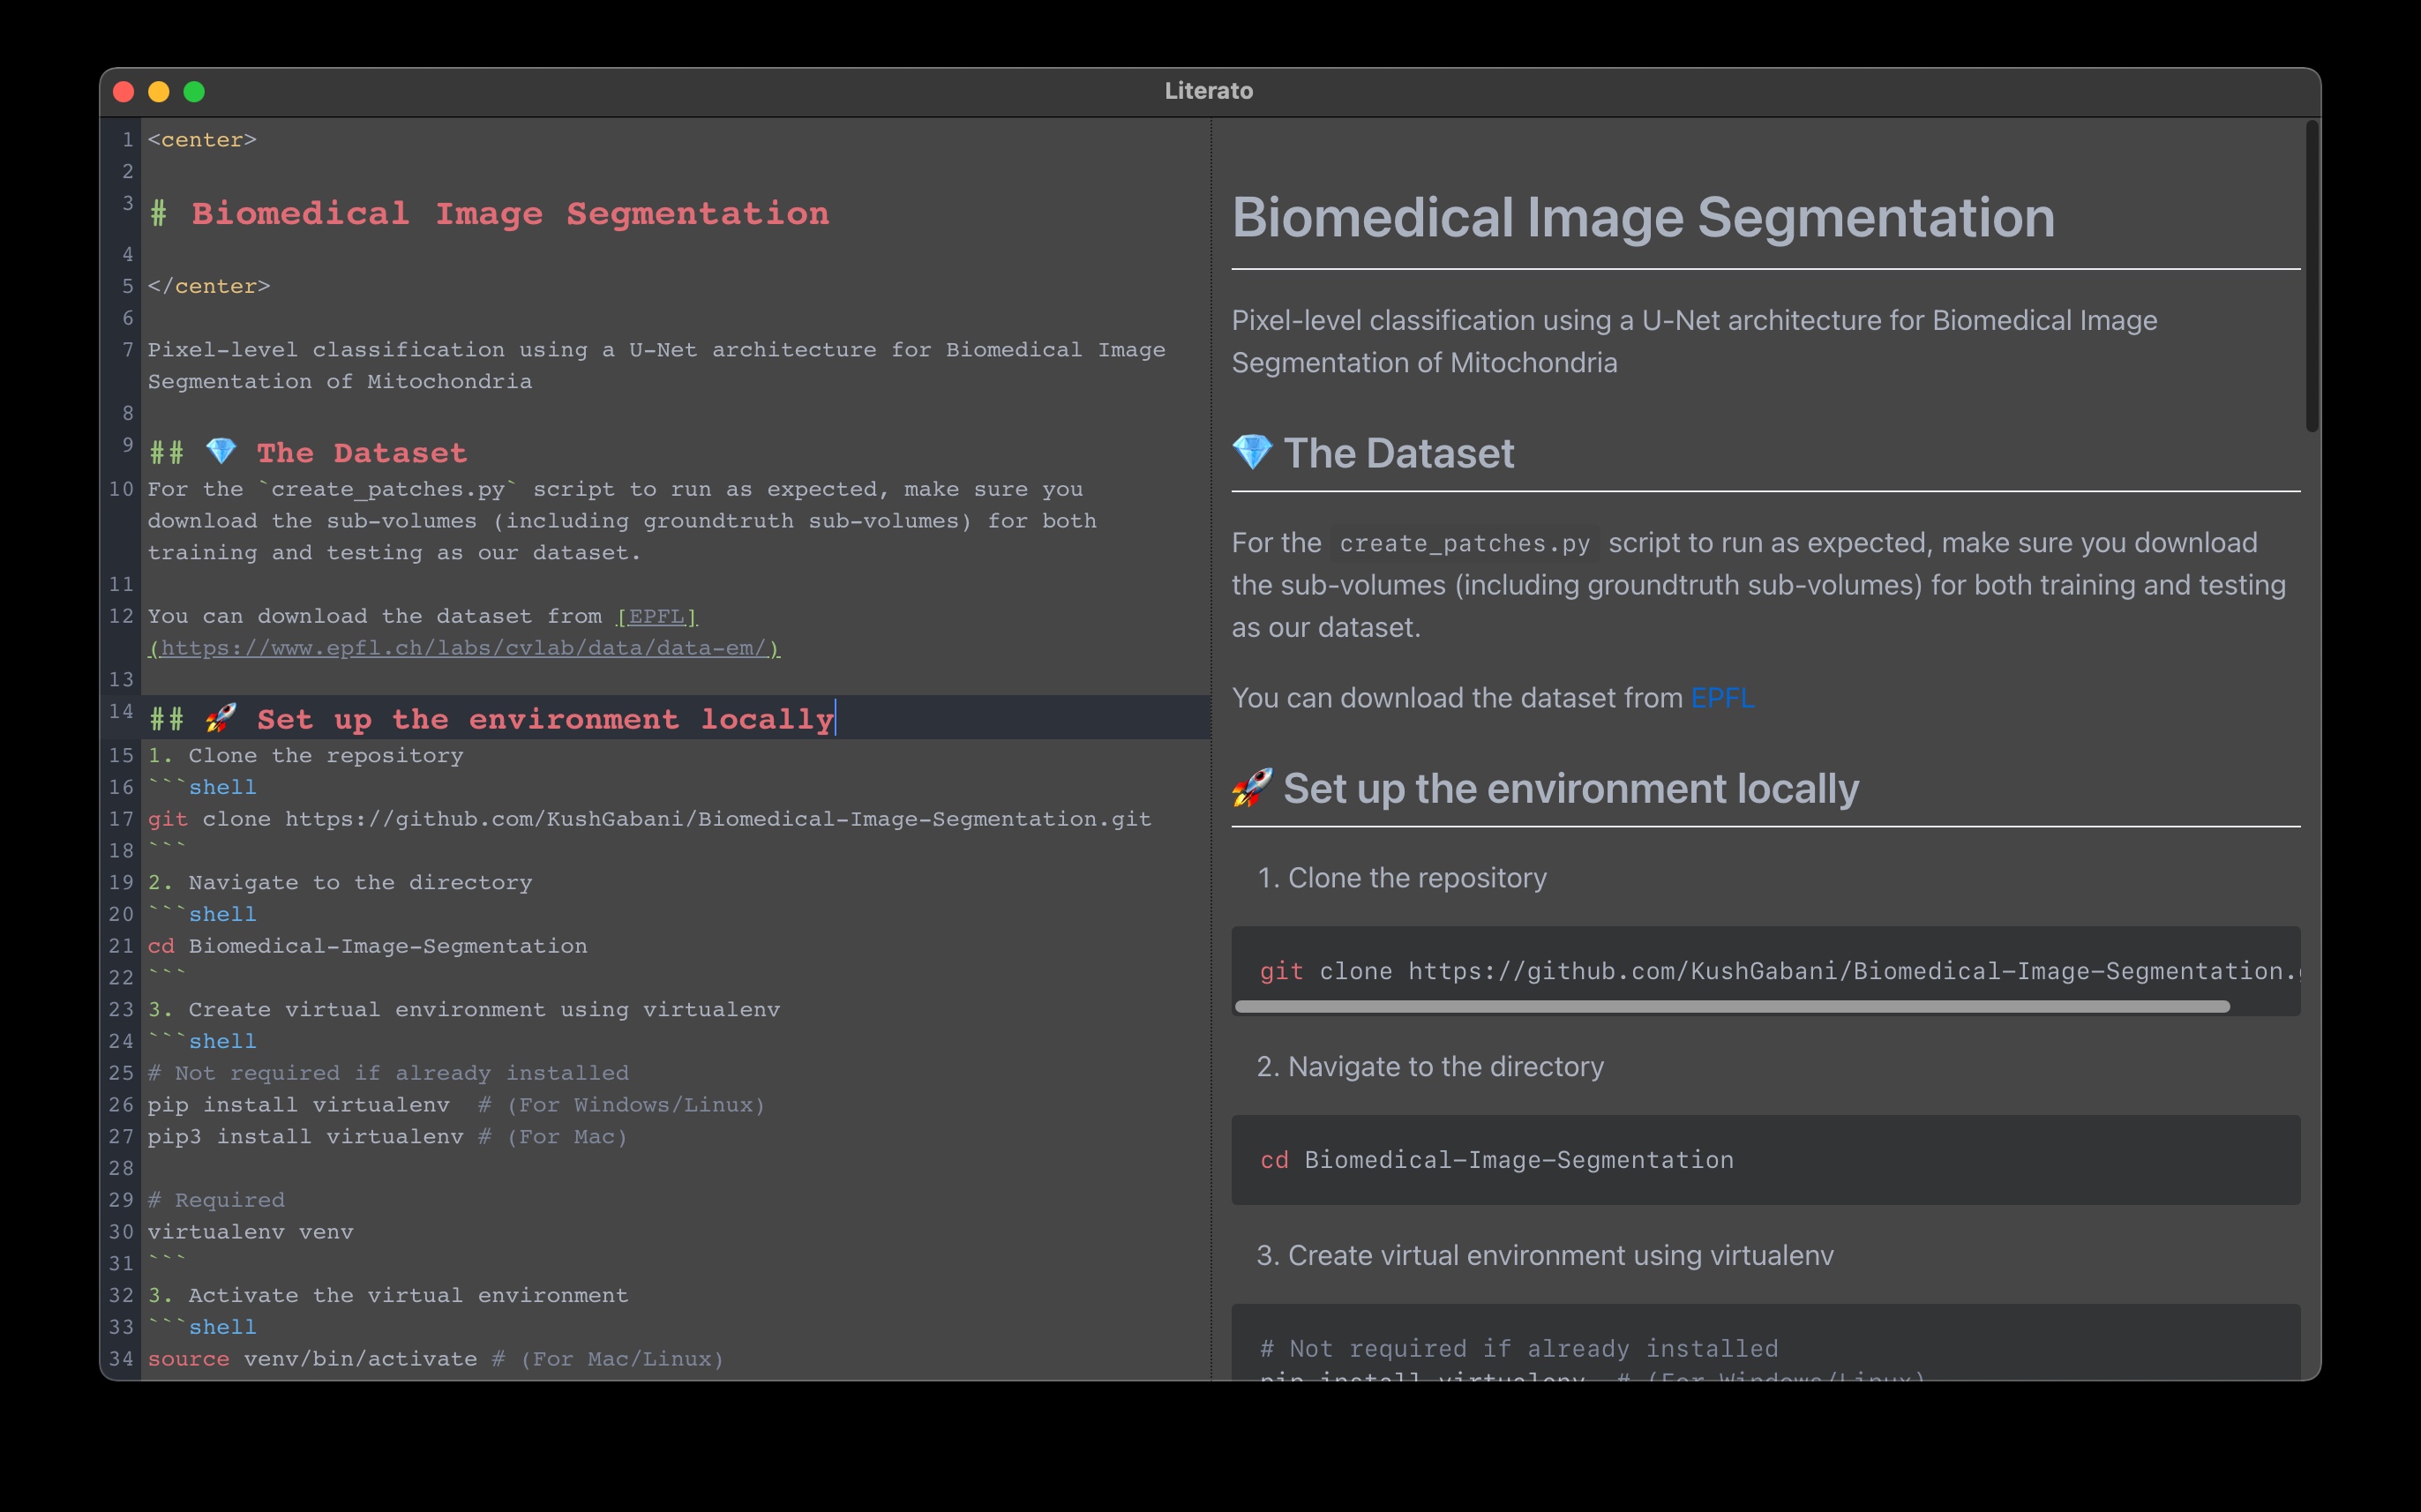 Literato
1 <center>
2
3 # Biomedical Image Segmentation
4
5 </center>
6
7 Pixel-level classification using a U-Net architecture for Biomedical Image
Segmentation of Mitochondria
8
9 ## 💎 The Dataset
10 For the `create_patches.py` script to run as expected, make sure you
download the sub-volumes (including groundtruth sub-volumes) for both
training and testing as our dataset.
11
12 You can download the dataset from [EPFL]
(https://www.epfl.ch/labs/cvlab/data/data-em/)
13
14 ## 🚀 Set up the environment locally
15 1. Clone the repository
16 ```shell
17 git clone https://github.com/KushGabani/Biomedical-Image-Segmentation.git
18 ```
19 2. Navigate to the directory
20 ```shell
21 cd Biomedical-Image-Segmentation
22 ```
23 3. Create virtual environment using virtualenv
24 ```shell
25 # Not required if already installed
26 pip install virtualenv  # (For Windows/Linux)
27 pip3 install virtualenv # (For Mac)
28
29 # Required
30 virtualenv venv
31 ```
32 3. Activate the virtual environment
33 ```shell
34 source venv/bin/activate # (For Mac/Linux)
Biomedical Image Segmentation
Pixel-level classification using a U-Net architecture for Biomedical Image
Segmentation of Mitochondria
💎 The Dataset
For the create_patches.py script to run as expected, make sure you download
the sub-volumes (including groundtruth sub-volumes) for both training and testing
as our dataset.
You can download the dataset from EPFL
🚀 Set up the environment locally
1. Clone the repository
git clone https://github.com/KushGabani/Biomedical-Image-Segmentation.
2. Navigate to the directory
cd Biomedical-Image-Segmentation
3. Create virtual environment using virtualenv
# Not required if already installed
pip install virtualenv  # (For Windows/Linux)